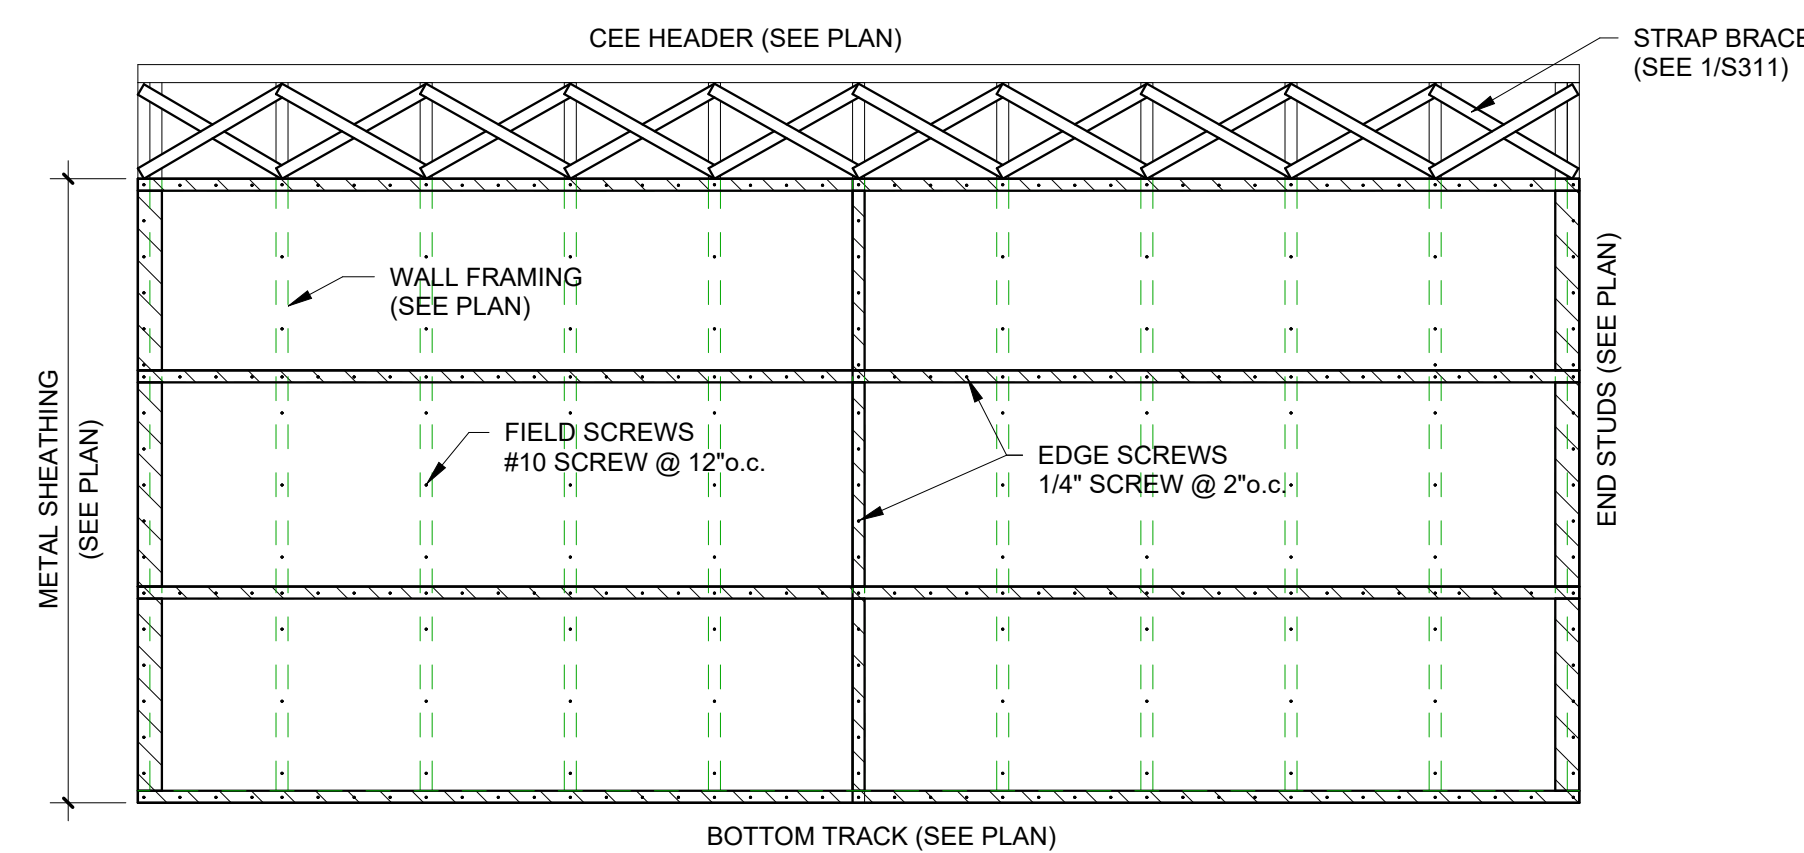 CEE HEADER (SEE PLAN)
STRAP BRACE
(SEE 1/S311)
WALL FRAMING
(SEE PLAN)
END STUDS (SEE PLAN)
METAL SHEATHING
(SEE PLAN)
FIELD SCREWS
#10 SCREW @ 12"o.c.
EDGE SCREWS
1/4" SCREW @ 2"o.c.
BOTTOM TRACK (SEE PLAN)